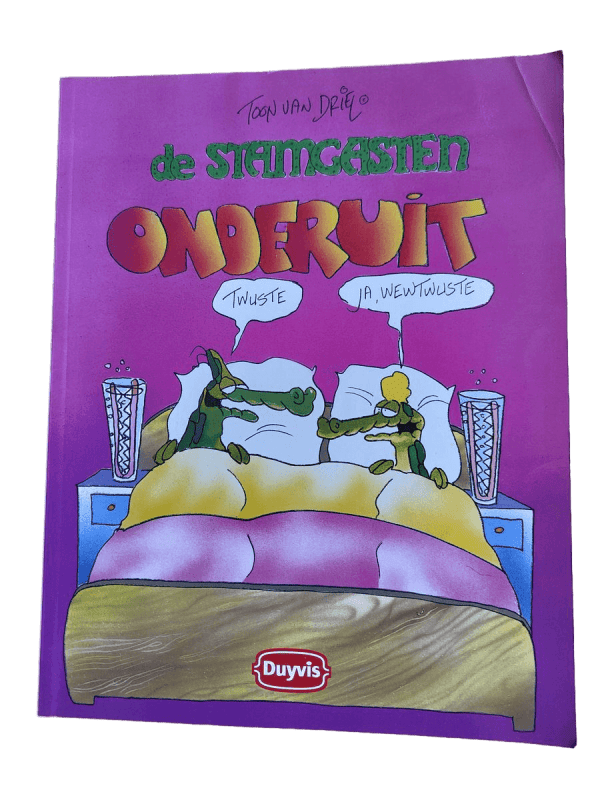 TOON VAN DRIEL ©
de STAMGASTEN
ONDERUIT
TWUSTE
JA, WEWTWUSTE
Duyvis